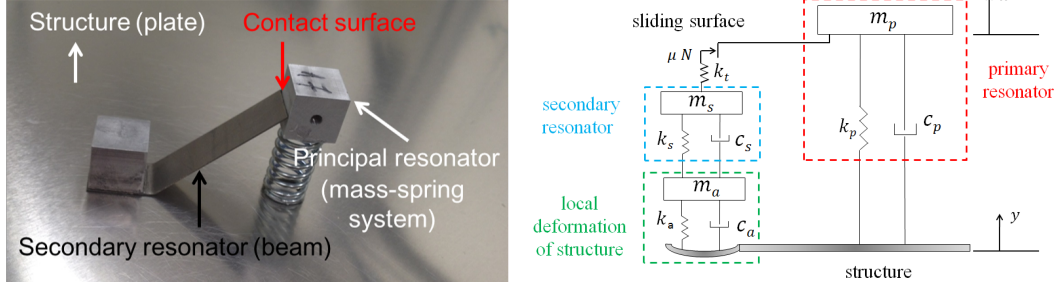 Structure (plate)
Contact surface
Principal resonator
(mass-spring
system)
Secondary resonator (beam)
sliding surface
μ N
k_t
m_p
primary
resonator
secondary
resonator
m_s
k_s
c_s
k_p
c_p
local
deformation
of structure
m_a
k_a
c_a
y
structure